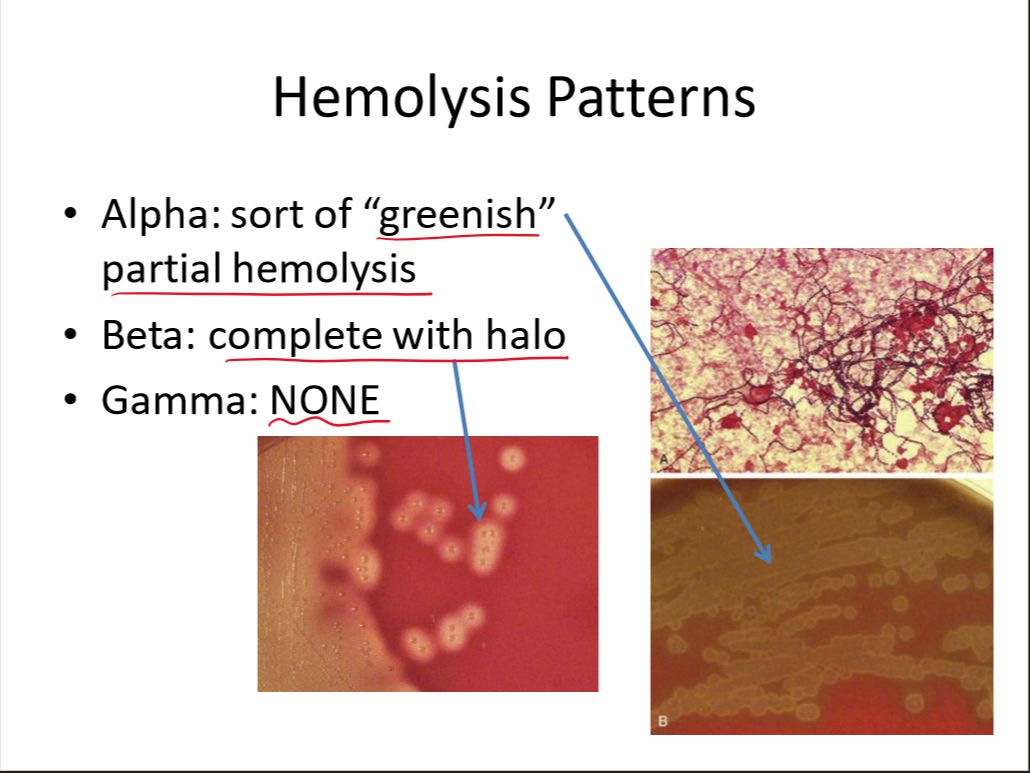 Hemolysis Patterns
• Alpha: sort of “greenish”
partial hemolysis
• Beta: complete with halo
• Gamma: NONE
A
B